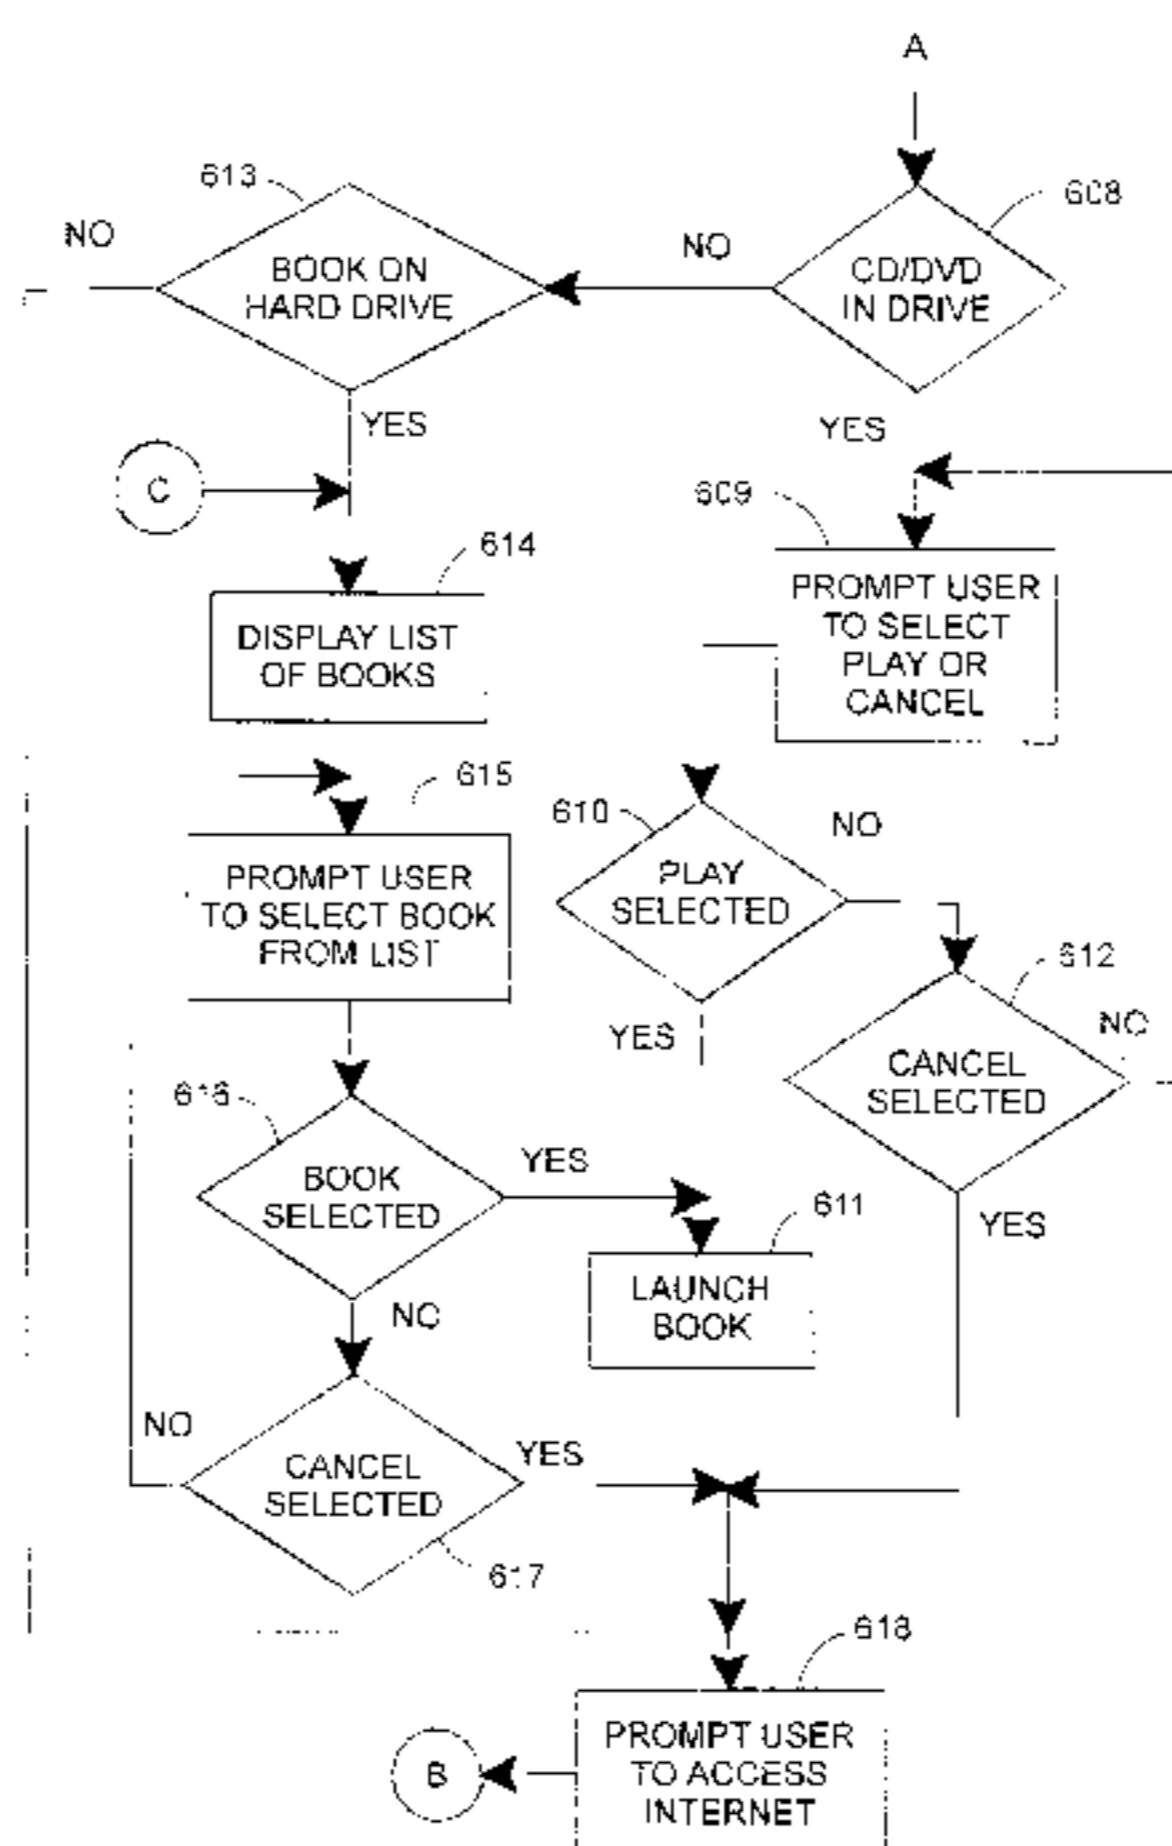 A
613
608
NO
NO
BOOK ON
HARD DRIVE
CD/DVD
IN DRIVE
YES
YES
C
609
614
PROMPT USER
TO SELECT
PLAY OR
CANCEL
DISPLAY LIST
OF BOOKS
615
610
NO
PLAY
SELECTED
PROMPT USER
TO SELECT BOOK
FROM LIST
612
YES
NO
CANCEL
SELECTED
616
BOOK
SELECTED
YES
611
YES
LAUNCH
BOOK
NO
NO
YES
CANCEL
SELECTED
617
618
PROMPT USER
TO ACCESS
INTERNET
B